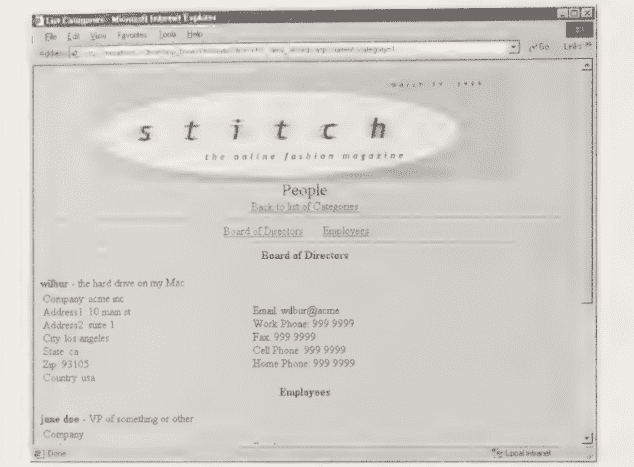 List Categories - Microsoft Internet Explorer
File Edit View Favorites Tools Help
Go Links
stitch
the online fashion magazine
People
Back to list of Categories
Board of Directors Employees
Board of Directors
wilbur - the hard drive on my Mac
Company acme inc
Address1 10 main st Email wilbur@acme
Address2 suite 1 Work Phone: 999 9999
City los angeles Fax 999 9999
State ca Cell Phone 999 9999
Zip 93105 Home Phone: 999 9999
Country usa
Employees
jane doe - VP of something or other
Company
Done Local intranet